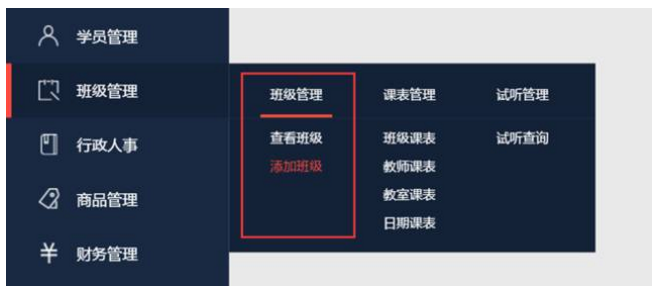 学员管理
班级管理
班级管理 课表管理 试听管理
行政人事
查看班级 班级课表 试听查询
添加班级 教师课表
商品管理
教室课表
日期课表
财务管理